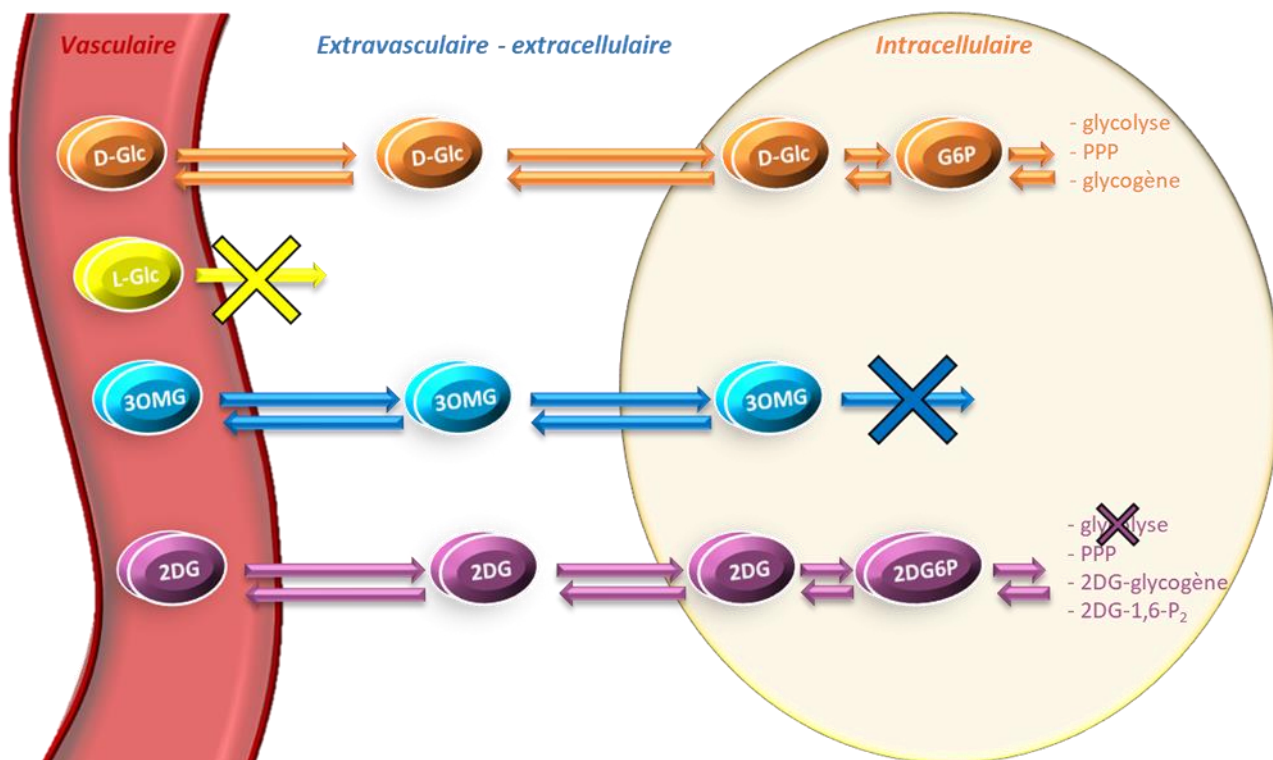 Vasculaire
Extravasculaire - extracellulaire
Intracellulaire
D-Glc
D-Glc
D-Glc
G6P
- glycolyse
- PPP
- glycogène
L-Glc
3OMG
3OMG
3OMG
2DG
2DG
2DG
2DG6P
- glycolyse
- PPP
- 2DG-glycogène
- 2DG-1,6-P₂